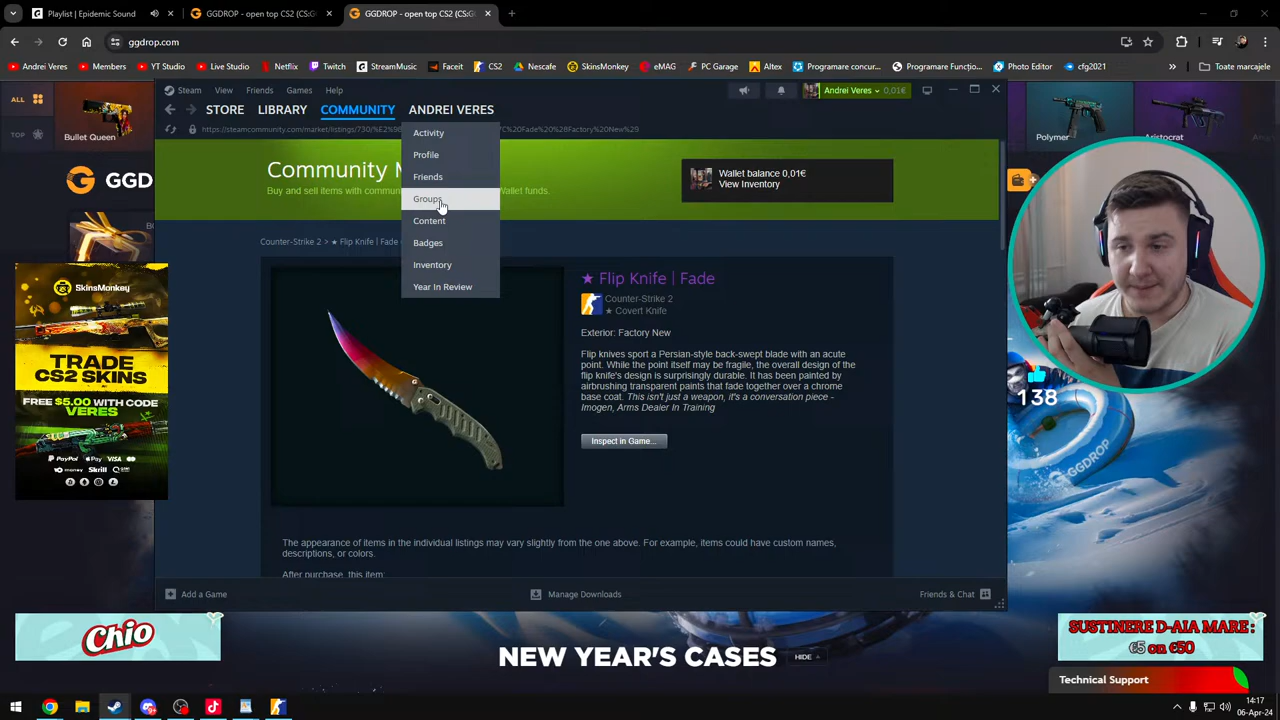 Playlist | Epidemic Sound
GGDROP - open top CS2 (CS:G
GGDROP - open top CS2 (CS:G
ggdrop.com
Andrei Veres
Members
YT Studio
Live Studio
Nightbot
Twitch
StreamMusic
Faceit
CS2
Nescafe
SkinsMonkey
eMAG
PC Garage
Altex
Programare concur...
Programare pentru...
Photo Editor
cfg2021
Toate marcajele
ALL
TOP
Bullet Queen
Polymer
Aristocrat
GGD
Steam
View
Friends
Games
Help
Andrei Veres
0,01€
STORE
LIBRARY
COMMUNITY
ANDREI VERES
Activity
Profile
Friends
Groups
Content
Badges
Inventory
Year In Review
Community M
Buy and sell items with commun
Wallet funds.
Wallet balance 0,01€
View Inventory
Counter-Strike 2 > ★ Flip Knife | Fade
★ Flip Knife | Fade
Counter-Strike 2
★ Covert Knife
Exterior: Factory New
Flip knives sport a Persian-style back-swept blade with an acute
point. While the point itself may be fragile, the overall design of the
flip knife's design is surprisingly durable. It has been painted by
airbrushing transparent paints that fade together over a chrome
base coat. This isn't just a weapon, it's a conversation piece -
Imogen, Arms Dealer In Training
Inspect in Game...
The appearance of items in the individual listings may vary slightly from the one above. For example, items could have custom names,
descriptions, or colors.
After purchase, this item:
Add a Game
Manage Downloads
Friends & Chat
SkinsMonkey
TRADE
CS2 SKINS
FREE $5.00 WITH CODE
VERES
PayPal
Pay
VISA
money
Skrill
138
GGDROP
Chio
NEW YEAR'S CASES
HIDE
SUSTINERE D-AIA MARE :
€5 on €50
Technical Support
14:17
06-Apr-24